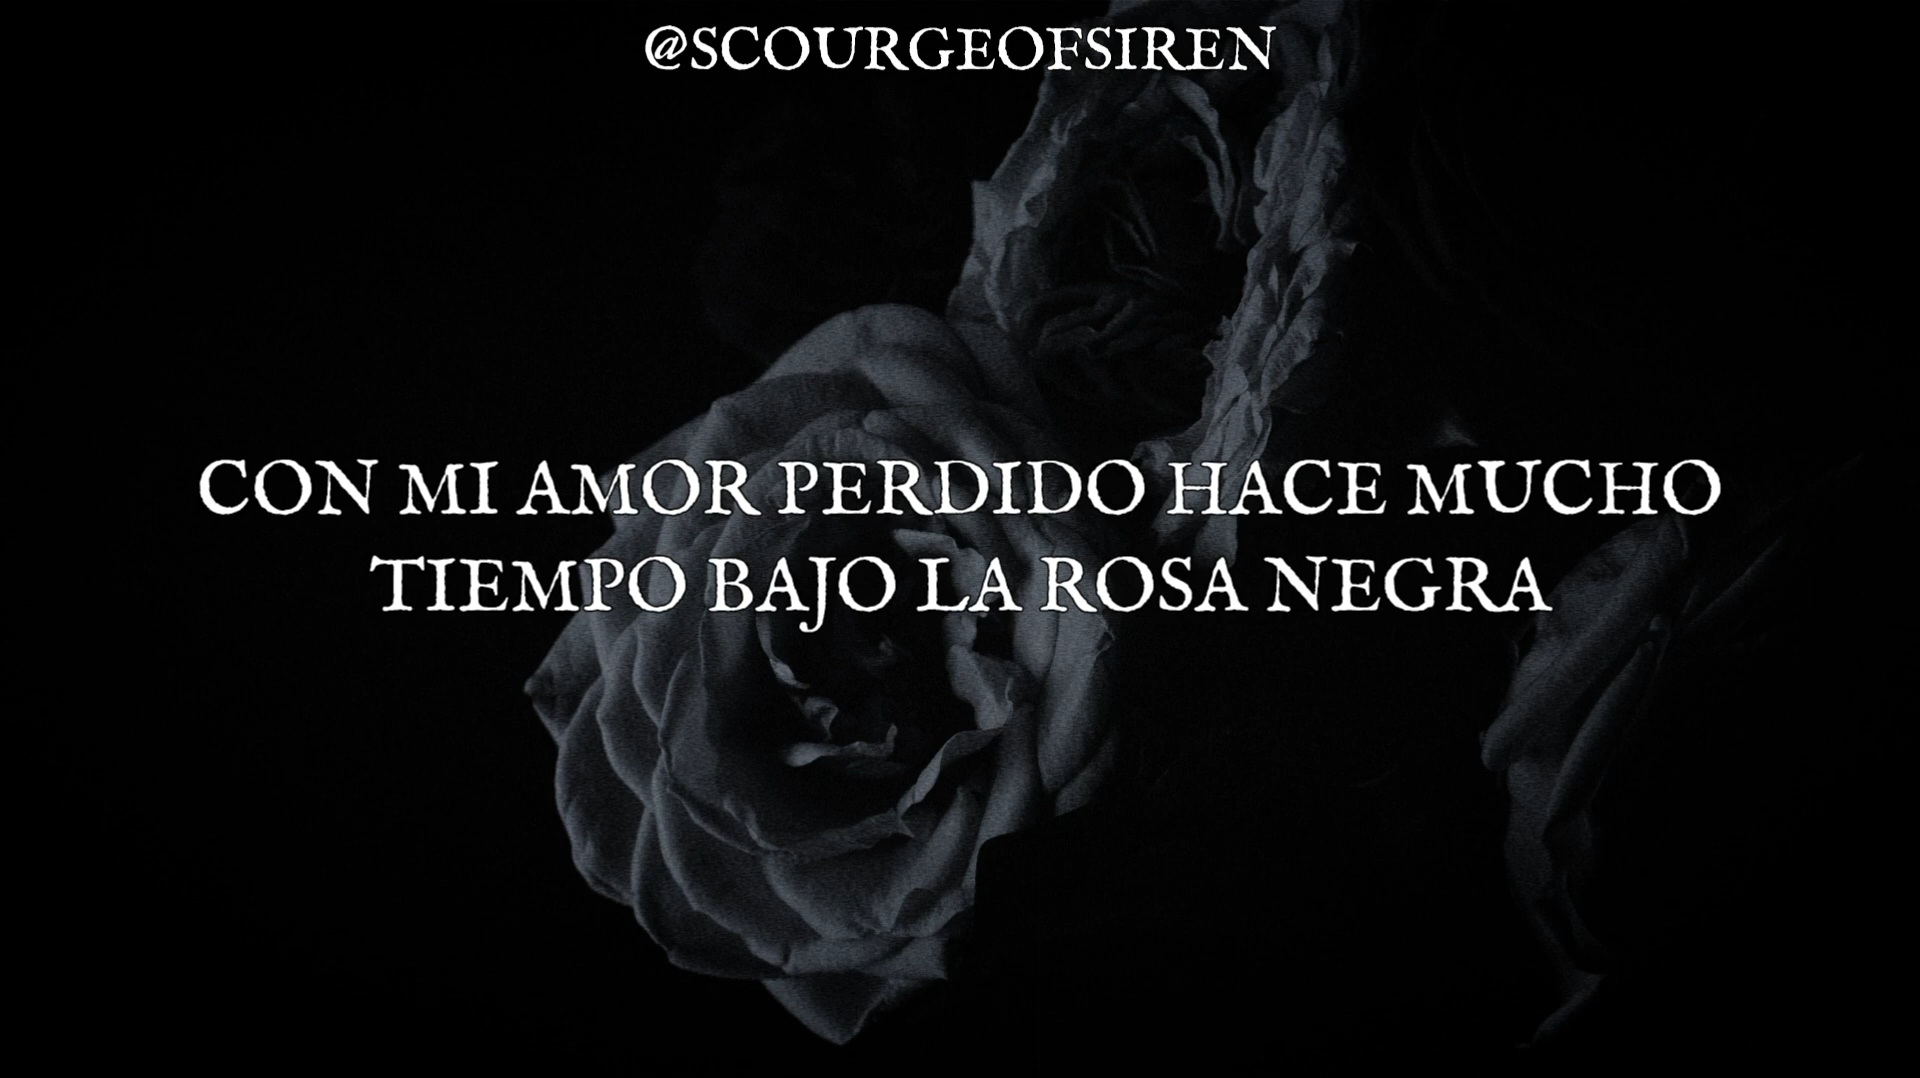 @SCOURGEOFSIREN
CON MI AMOR PERDIDO HACE MUCHO
TIEMPO BAJO LA ROSA NEGRA